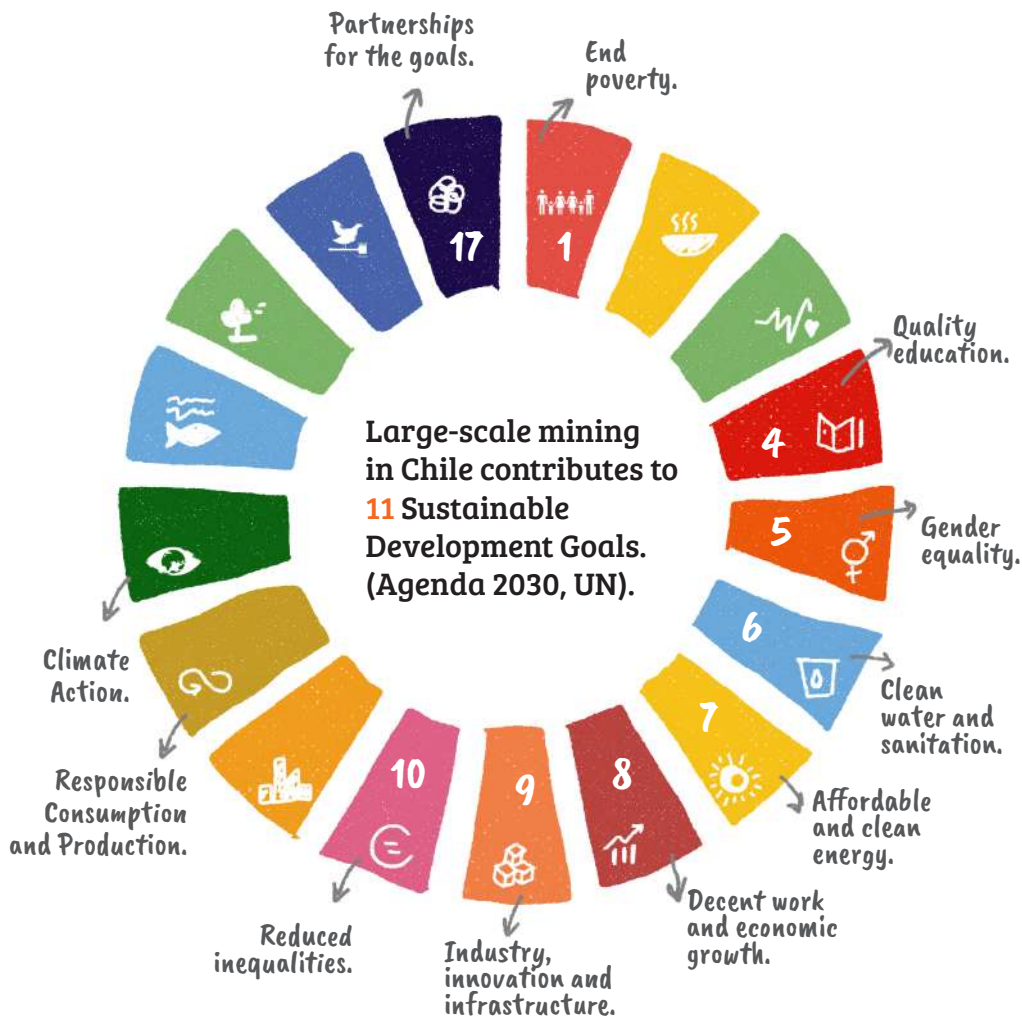 Partnerships
for the goals.
End
poverty.
17
1
Quality
education.
4
5
Gender
equality.
6
Clean
water and
sanitation.
7
Affordable
and clean
energy.
8
Decent work
and economic
growth.
9
Industry,
innovation and
infrastructure.
10
Reduced
inequalities.
Responsible
Consumption
and Production.
Climate
Action.
Large-scale mining
in Chile contributes to
11 Sustainable
Development Goals.
(Agenda 2030, UN).